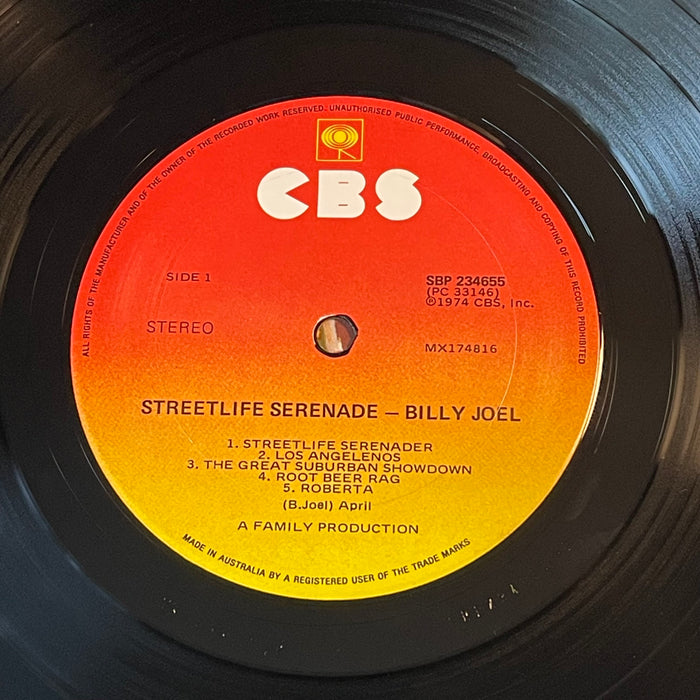 ALL RIGHTS OF THE MANUFACTURER AND OF THE OWNER OF THE RECORDED WORK RESERVED. UNAUTHORISED PUBLIC PERFORMANCE, BROADCASTING AND COPYING OF THIS RECORD PROHIBITED
CBS
SIDE 1
SBP 234655
(PC 33146)
℗1974 CBS, Inc.
STEREO
MX174816
STREETLIFE SERENADE — BILLY JOEL
1. STREETLIFE SERENADER
2. LOS ANGELENOS
3. THE GREAT SUBURBAN SHOWDOWN
4. ROOT BEER RAG
5. ROBERTA
(B.Joel) April
A FAMILY PRODUCTION
MADE IN AUSTRALIA BY A REGISTERED USER OF THE TRADE MARKS